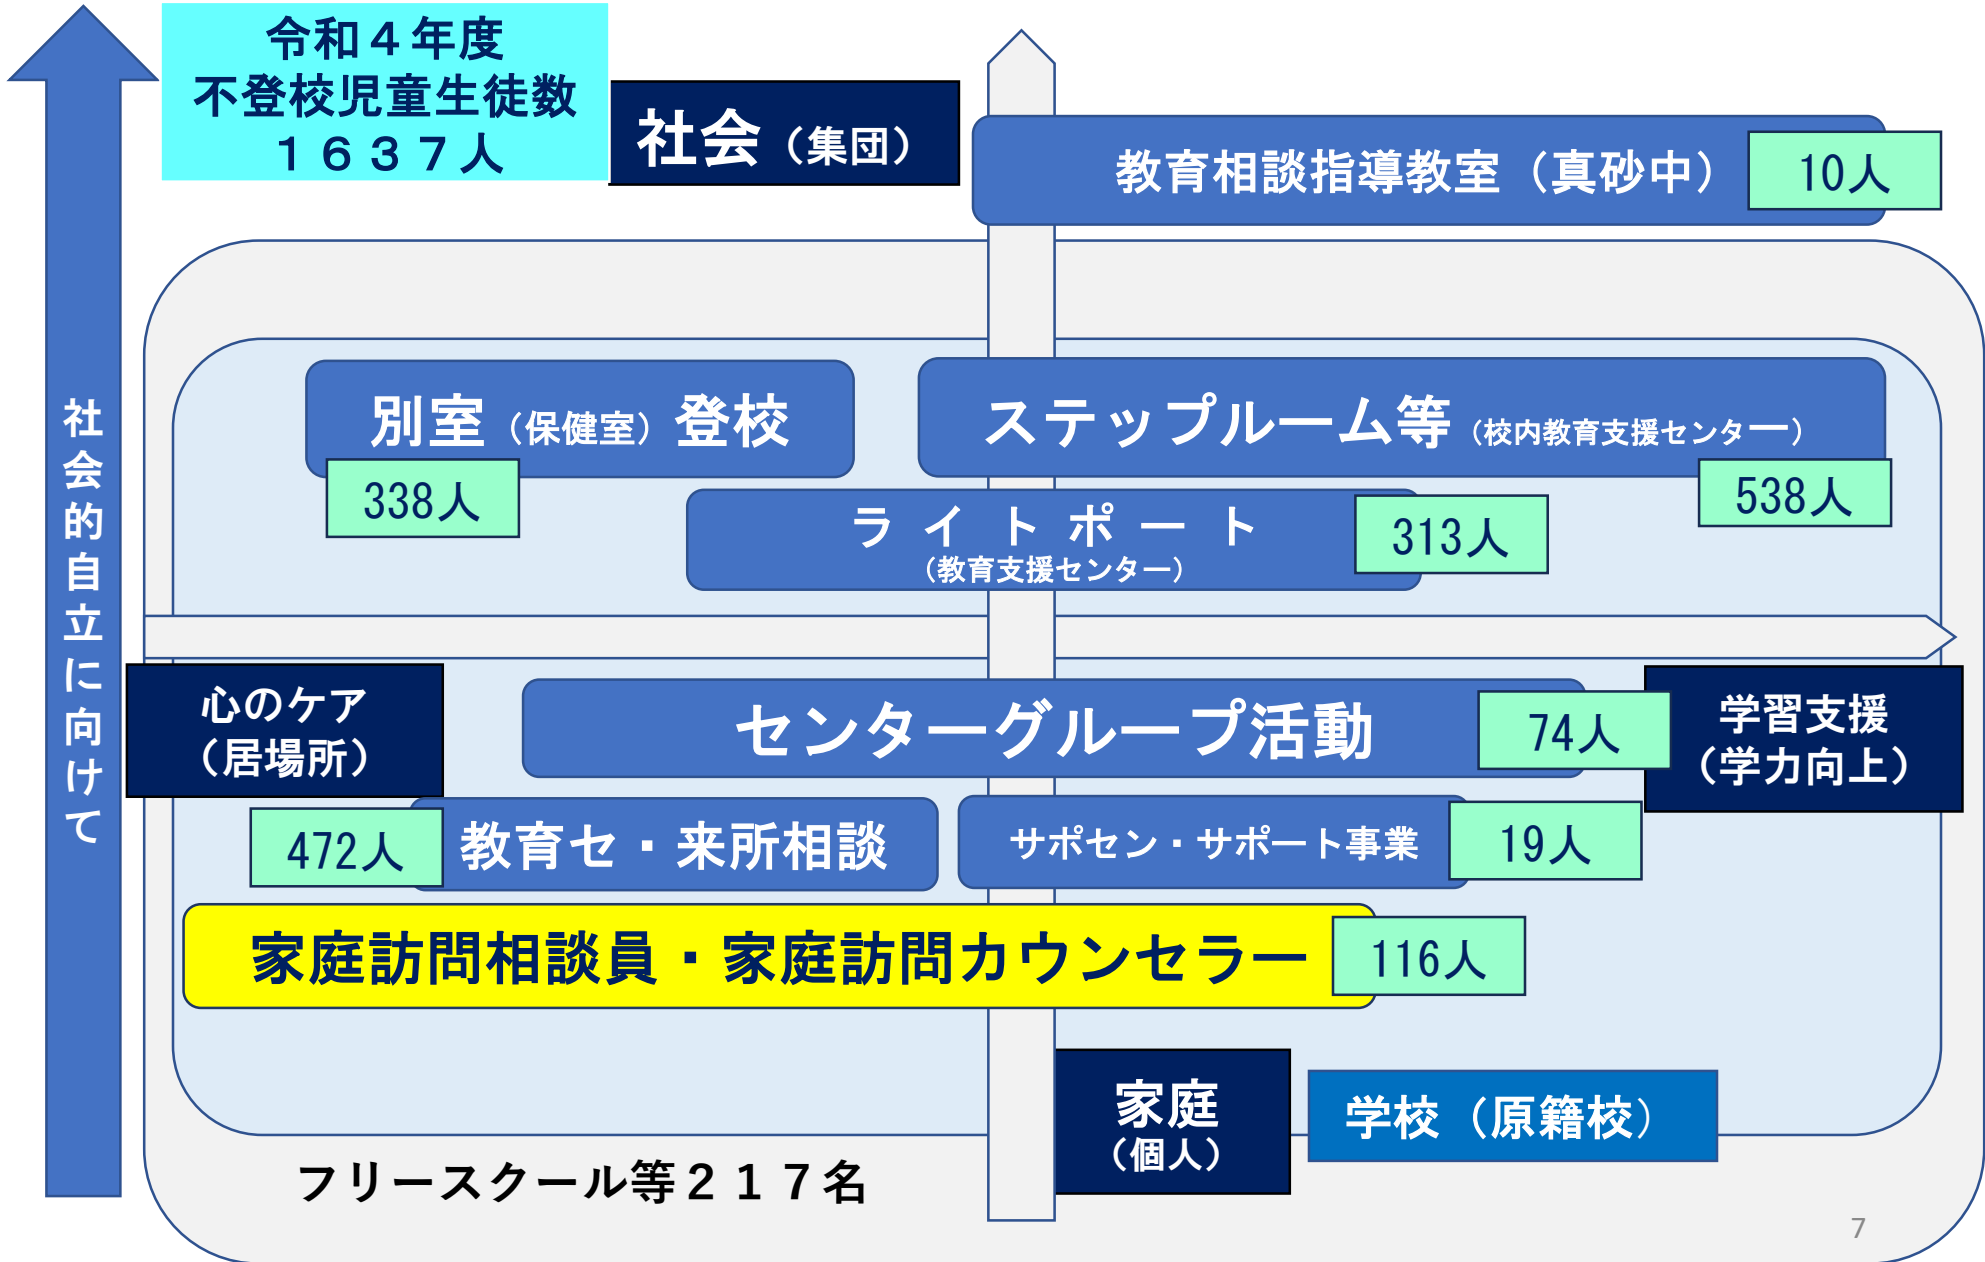 令和４年度
不登校児童生徒数
１６３７人
社会（集団）
教育相談指導教室（真砂中）
10人
社会的自立に向けて
別室（保健室）登校
338人
ステップルーム等（校内教育支援センター）
538人
ライトポート
（教育支援センター）
313人
心のケア
（居場所）
センターグループ活動
74人
学習支援
（学力向上）
472人
教育セ・来所相談
サポセン・サポート事業
19人
家庭訪問相談員・家庭訪問カウンセラー
116人
家庭
（個人）
学校（原籍校）
フリースクール等２１７名
7